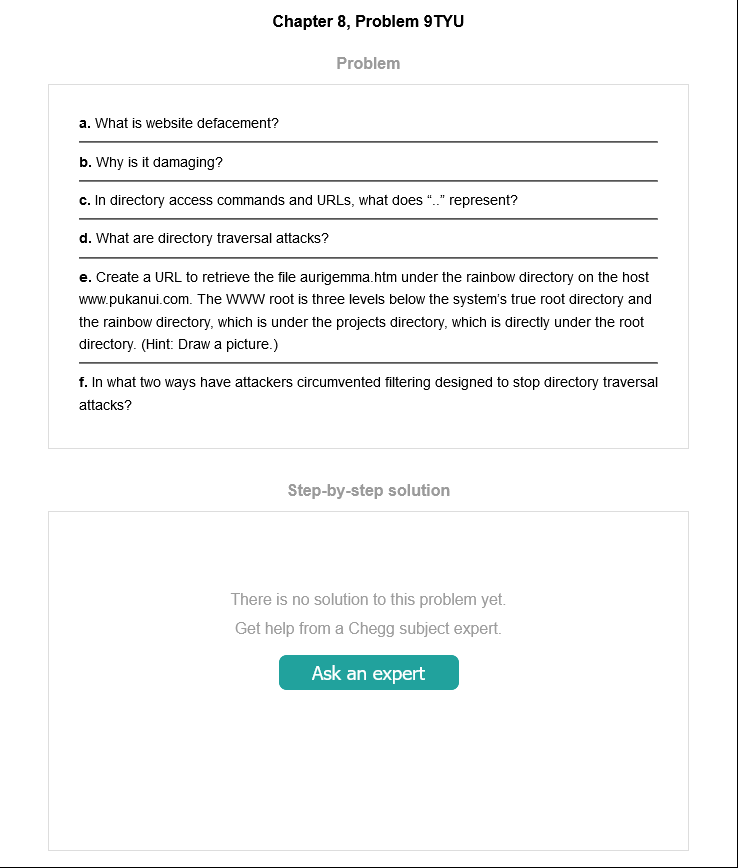 Chapter 8, Problem 9TYU
Problem
a. What is website defacement?
b. Why is it damaging?
c. In directory access commands and URLs, what does “..” represent?
d. What are directory traversal attacks?
e. Create a URL to retrieve the file aurigemma.htm under the rainbow directory on the host
www.pukanui.com. The WWW root is three levels below the system’s true root directory and
the rainbow directory, which is under the projects directory, which is directly under the root
directory. (Hint: Draw a picture.)
f. In what two ways have attackers circumvented filtering designed to stop directory traversal
attacks?
Step-by-step solution
There is no solution to this problem yet.
Get help from a Chegg subject expert.
Ask an expert